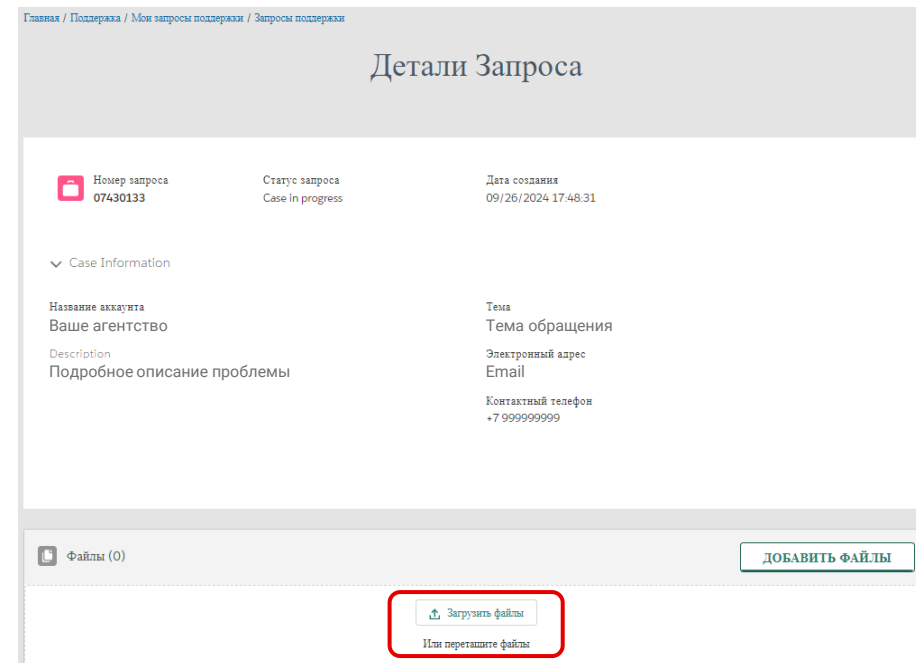 Главная / Поддержка / Мои запросы поддержки / Запросы поддержки
Детали Запроса
Номер запроса
07430133
Статус запроса
Case in progress
Дата создания
09/26/2024 17:48:31
Case Information
Название аккаунта
Ваше агентство
Тема
Тема обращения
Description
Подробное описание проблемы
Электронный адрес
Email
Контактный телефон
+7 999999999
Файлы (0)
ДОБАВИТЬ ФАЙЛЫ
Загрузить файлы
Или перетащите файлы